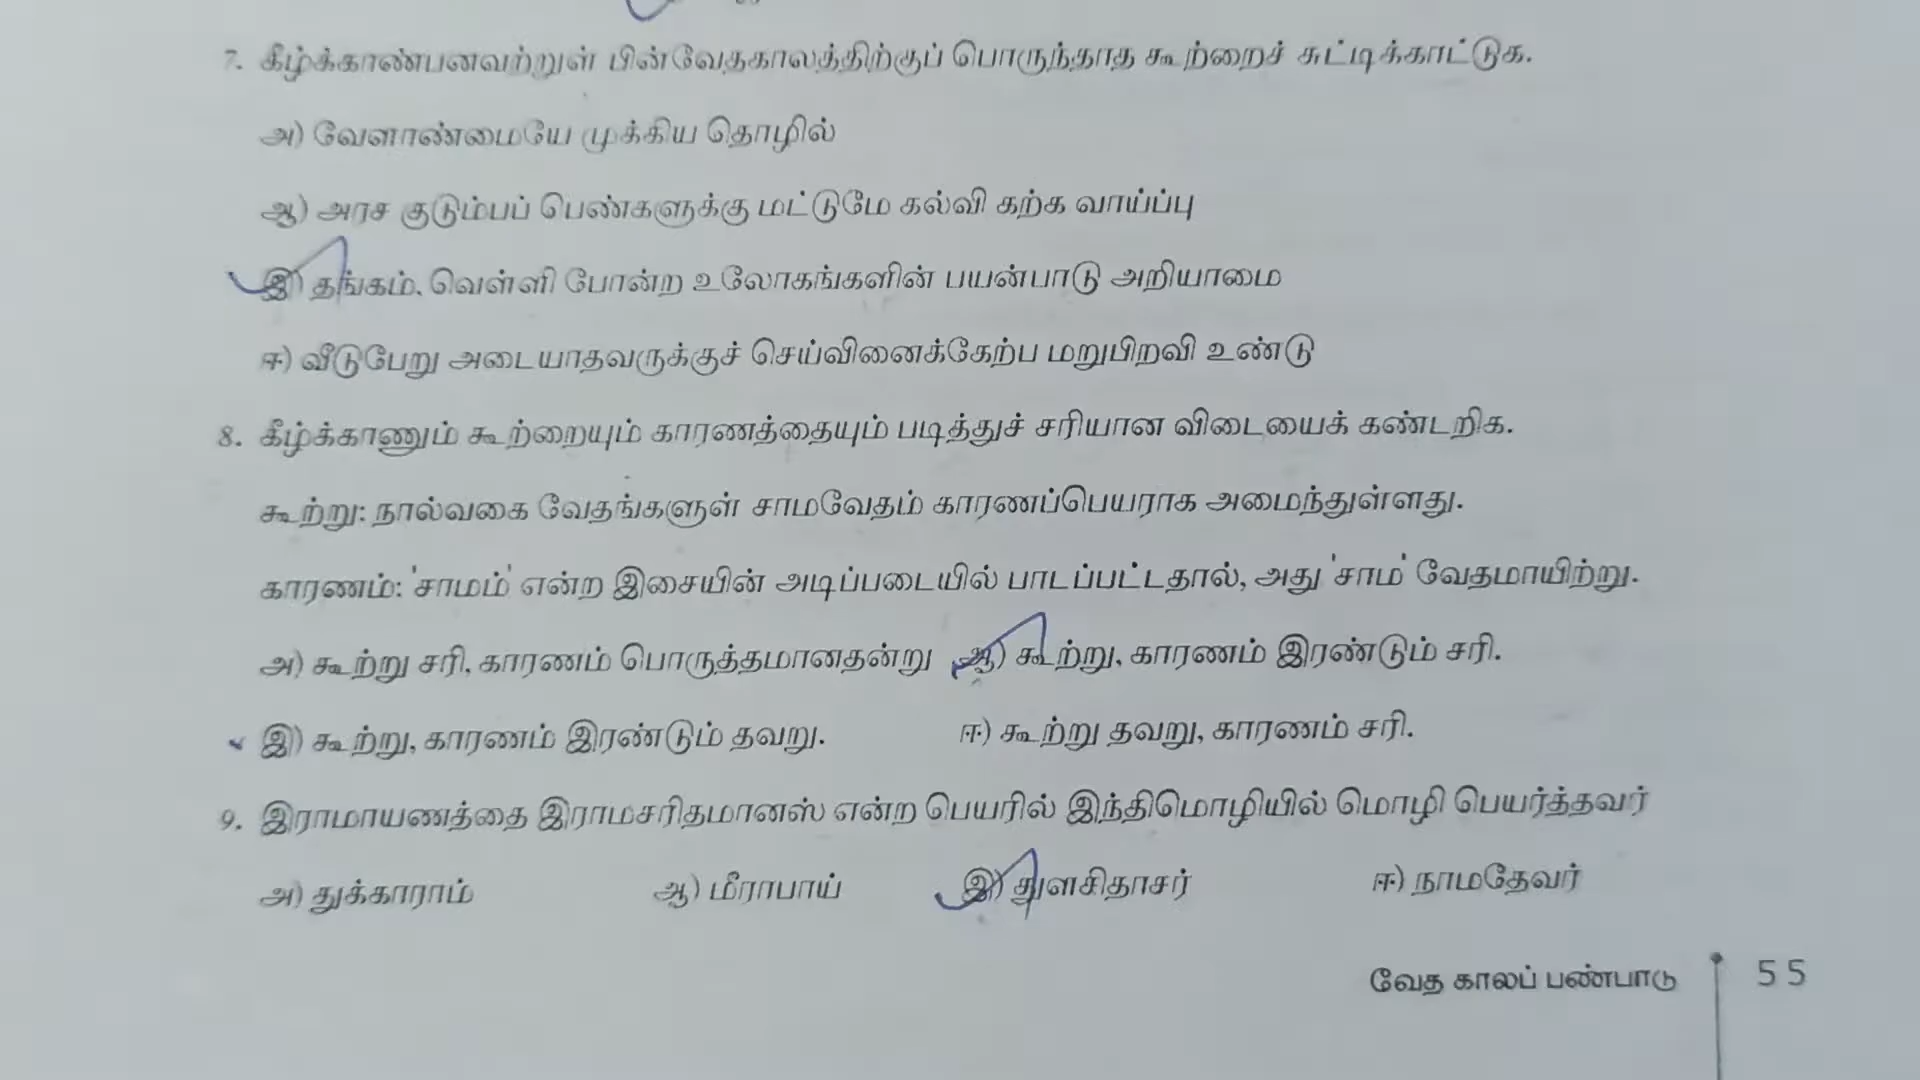 7. கீழ்க்காண்பனவற்றுள் பின்வேதகாலத்திற்குப் பொருந்தாத கூற்றைச் சுட்டிக்காட்டுக.
அ) வேளாண்மையே முக்கிய தொழில்
ஆ) அரச குடும்பப் பெண்களுக்கு மட்டுமே கல்வி கற்க வாய்ப்பு
இ) தங்கம், வெள்ளி போன்ற உலோகங்களின் பயன்பாடு அறியாமை
ஈ) வீடுபேறு அடையாதவருக்குச் செய்வினைக்கேற்ப மறுபிறவி உண்டு
8. கீழ்க்காணும் கூற்றையும் காரணத்தையும் படித்துச் சரியான விடையைக் கண்டறிக.
கூற்று: நால்வகை வேதங்களுள் சாமவேதம் காரணப்பெயராக அமைந்துள்ளது.
காரணம்: 'சாமம்' என்ற இசையின் அடிப்படையில் பாடப்பட்டதால், அது 'சாம' வேதமாயிற்று.
அ) கூற்று சரி, காரணம் பொருத்தமானதன்று ஆ) கூற்று, காரணம் இரண்டும் சரி.
இ) கூற்று, காரணம் இரண்டும் தவறு. ஈ) கூற்று தவறு, காரணம் சரி.
9. இராமாயணத்தை இராமசரிதமானஸ் என்ற பெயரில் இந்திமொழியில் மொழி பெயர்த்தவர்
அ) துக்காராம் ஆ) மீராபாய் இ) துளசிதாசர் ஈ) நாமதேவர்
வேத காலப் பண்பாடு 55